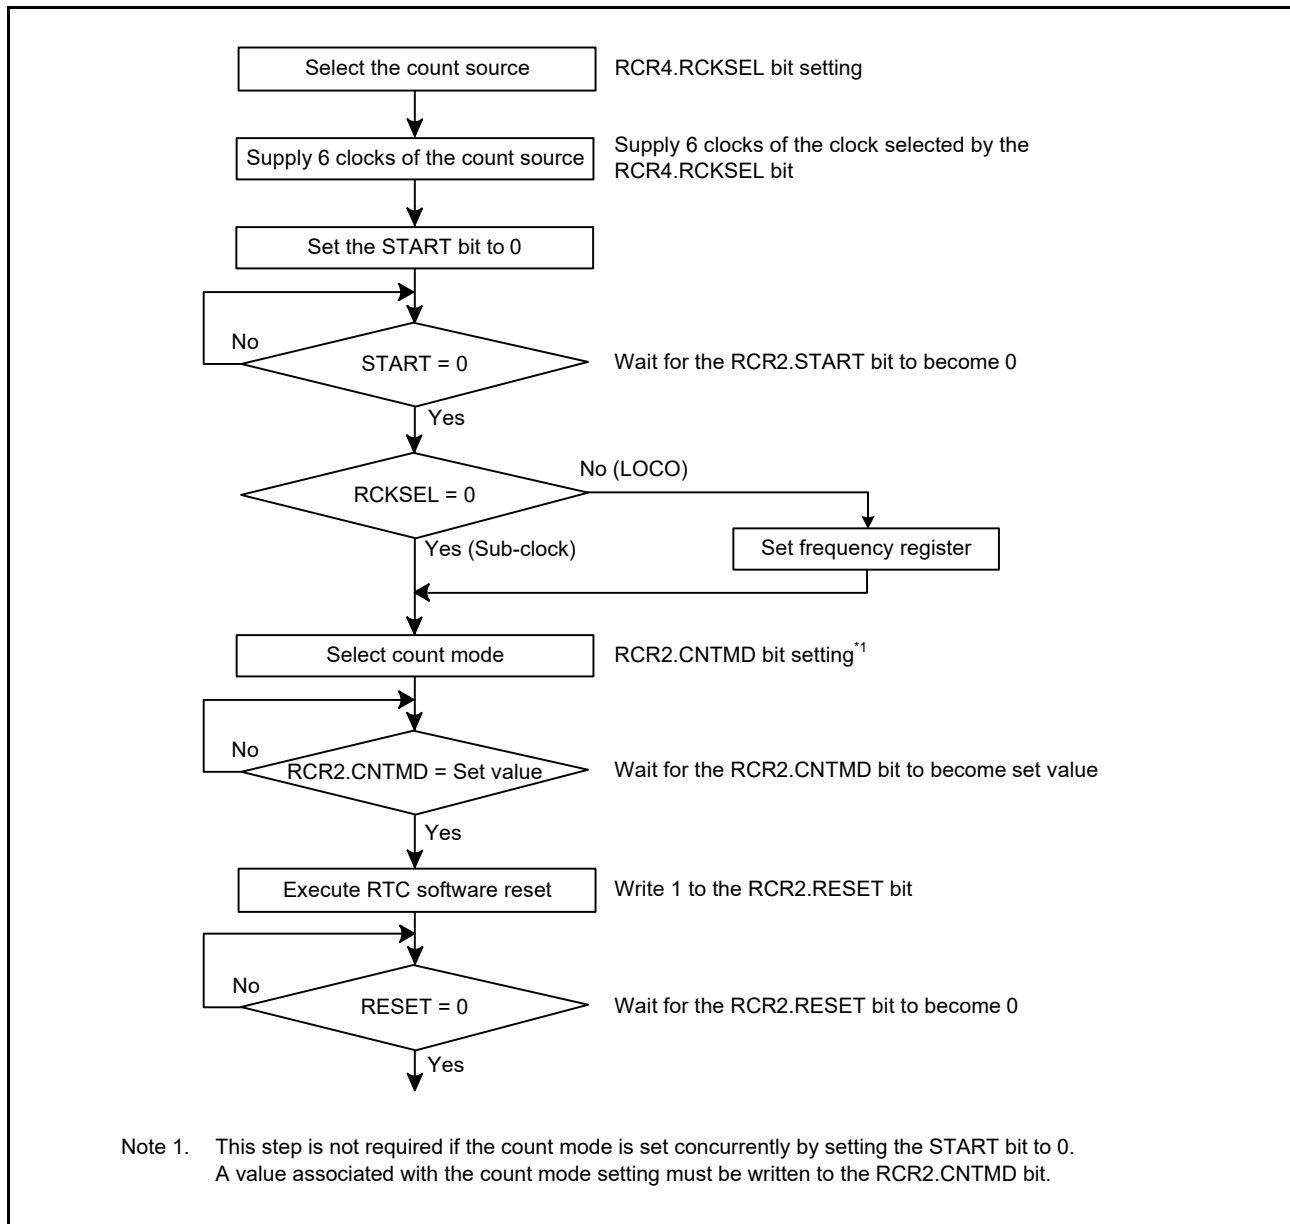 Select the count source
RCR4.RCKSEL bit setting
Supply 6 clocks of the count source
Supply 6 clocks of the clock selected by the
RCR4.RCKSEL bit
Set the START bit to 0
No
START = 0
Wait for the RCR2.START bit to become 0
Yes
No (LOCO)
RCKSEL = 0
Yes (Sub-clock)
Set frequency register
Select count mode
RCR2.CNTMD bit setting*1
No
RCR2.CNTMD = Set value
Wait for the RCR2.CNTMD bit to become set value
Yes
Execute RTC software reset
Write 1 to the RCR2.RESET bit
No
RESET = 0
Wait for the RCR2.RESET bit to become 0
Yes
Note 1. This step is not required if the count mode is set concurrently by setting the START bit to 0.
A value associated with the count mode setting must be written to the RCR2.CNTMD bit.